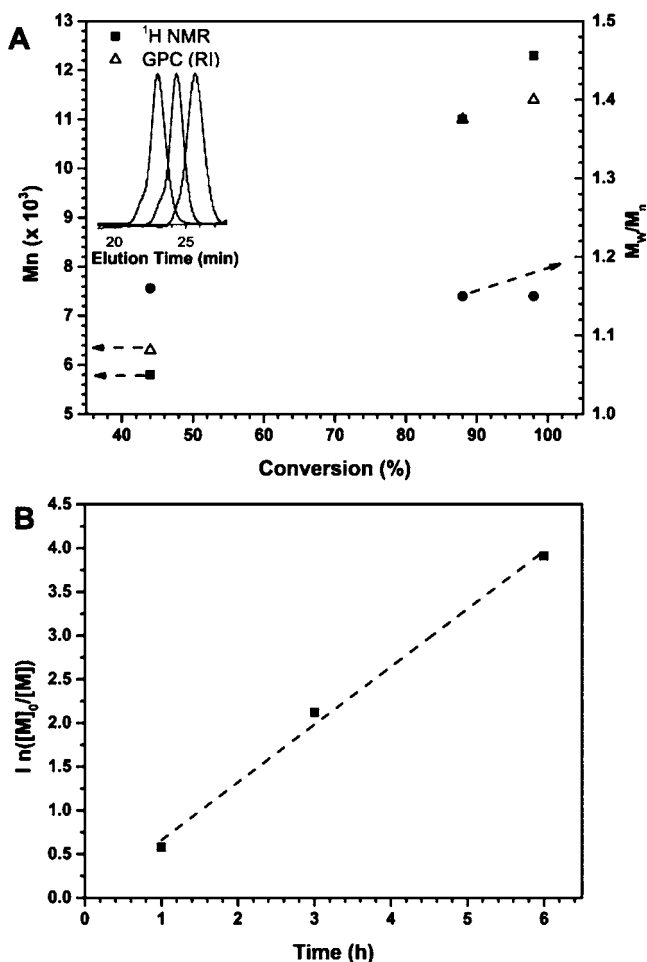 A
■ ¹H NMR
△ GPC (RI)
13
12
11
10
9
8
7
6
5
Mn (x 10³)
20 25
Elution Time (min)
1.5
1.4
1.3
1.2
1.1
1.0
Mw/Mn
40 50 60 70 80 90 100
Conversion (%)
B
4.5
4.0
3.5
3.0
2.5
2.0
1.5
1.0
0.5
0.0
l n([M]₀/[M])
0 1 2 3 4 5 6
Time (h)